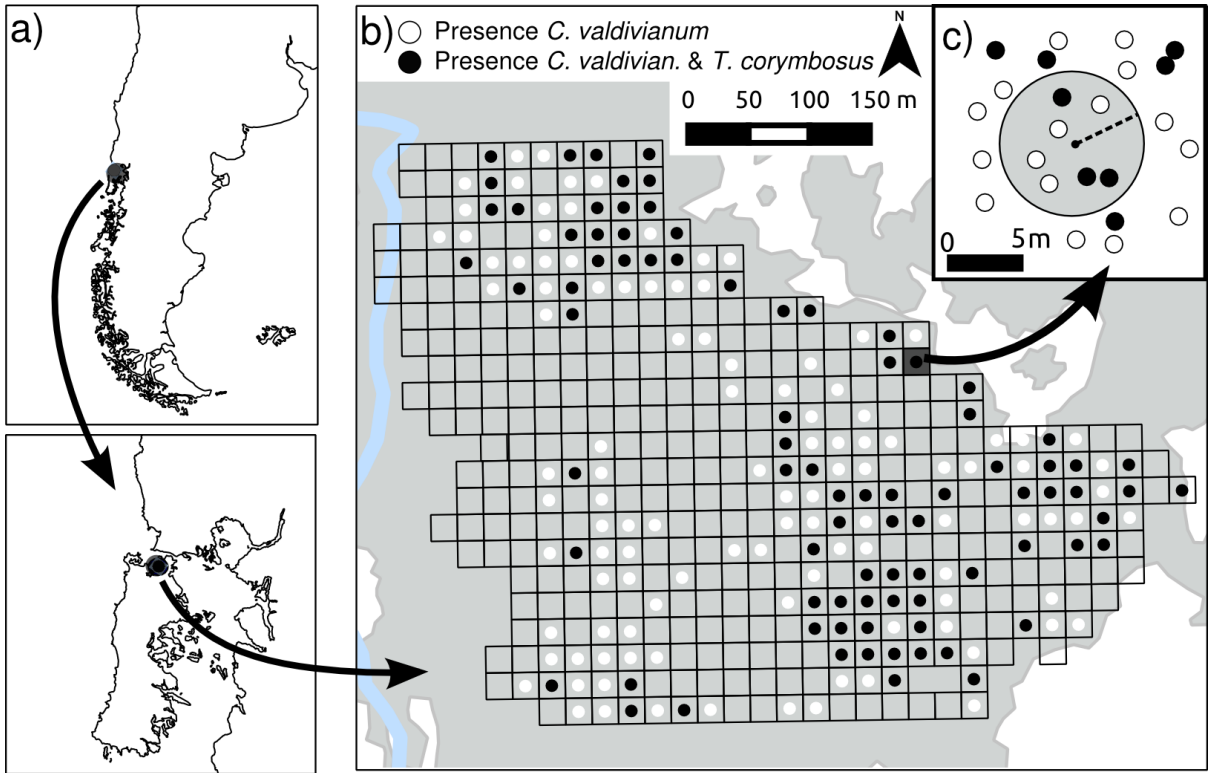 a)
b)
Presence C. valdivianum
Presence C. valdivian. & T. corymbosus
N
0 50 100 150 m
c)
0 5m